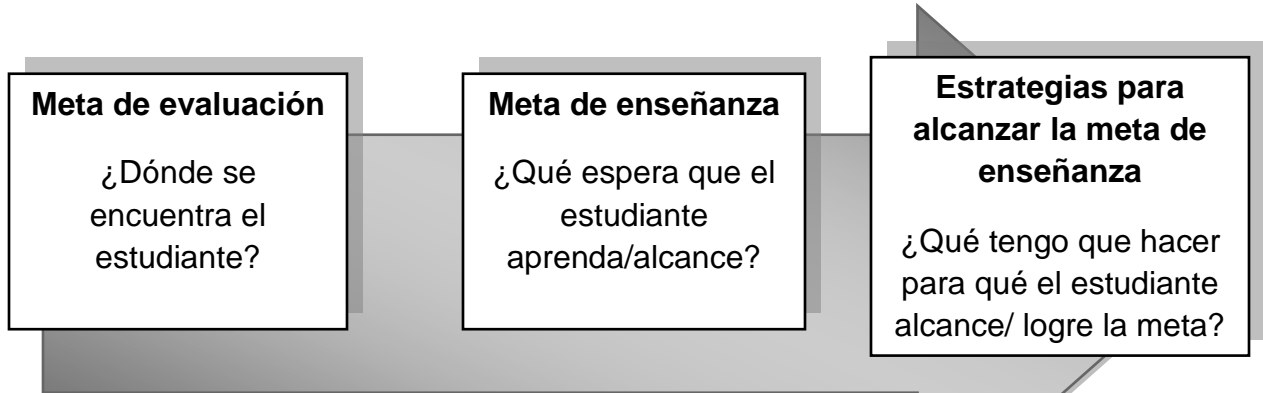 Meta de evaluación
¿Dónde se
encuentra el
estudiante?
Meta de enseñanza
¿Qué espera que el
estudiante
aprenda/alcance?
Estrategias para
alcanzar la meta de
enseñanza
¿Qué tengo que hacer
para qué el estudiante
alcance/ logre la meta?